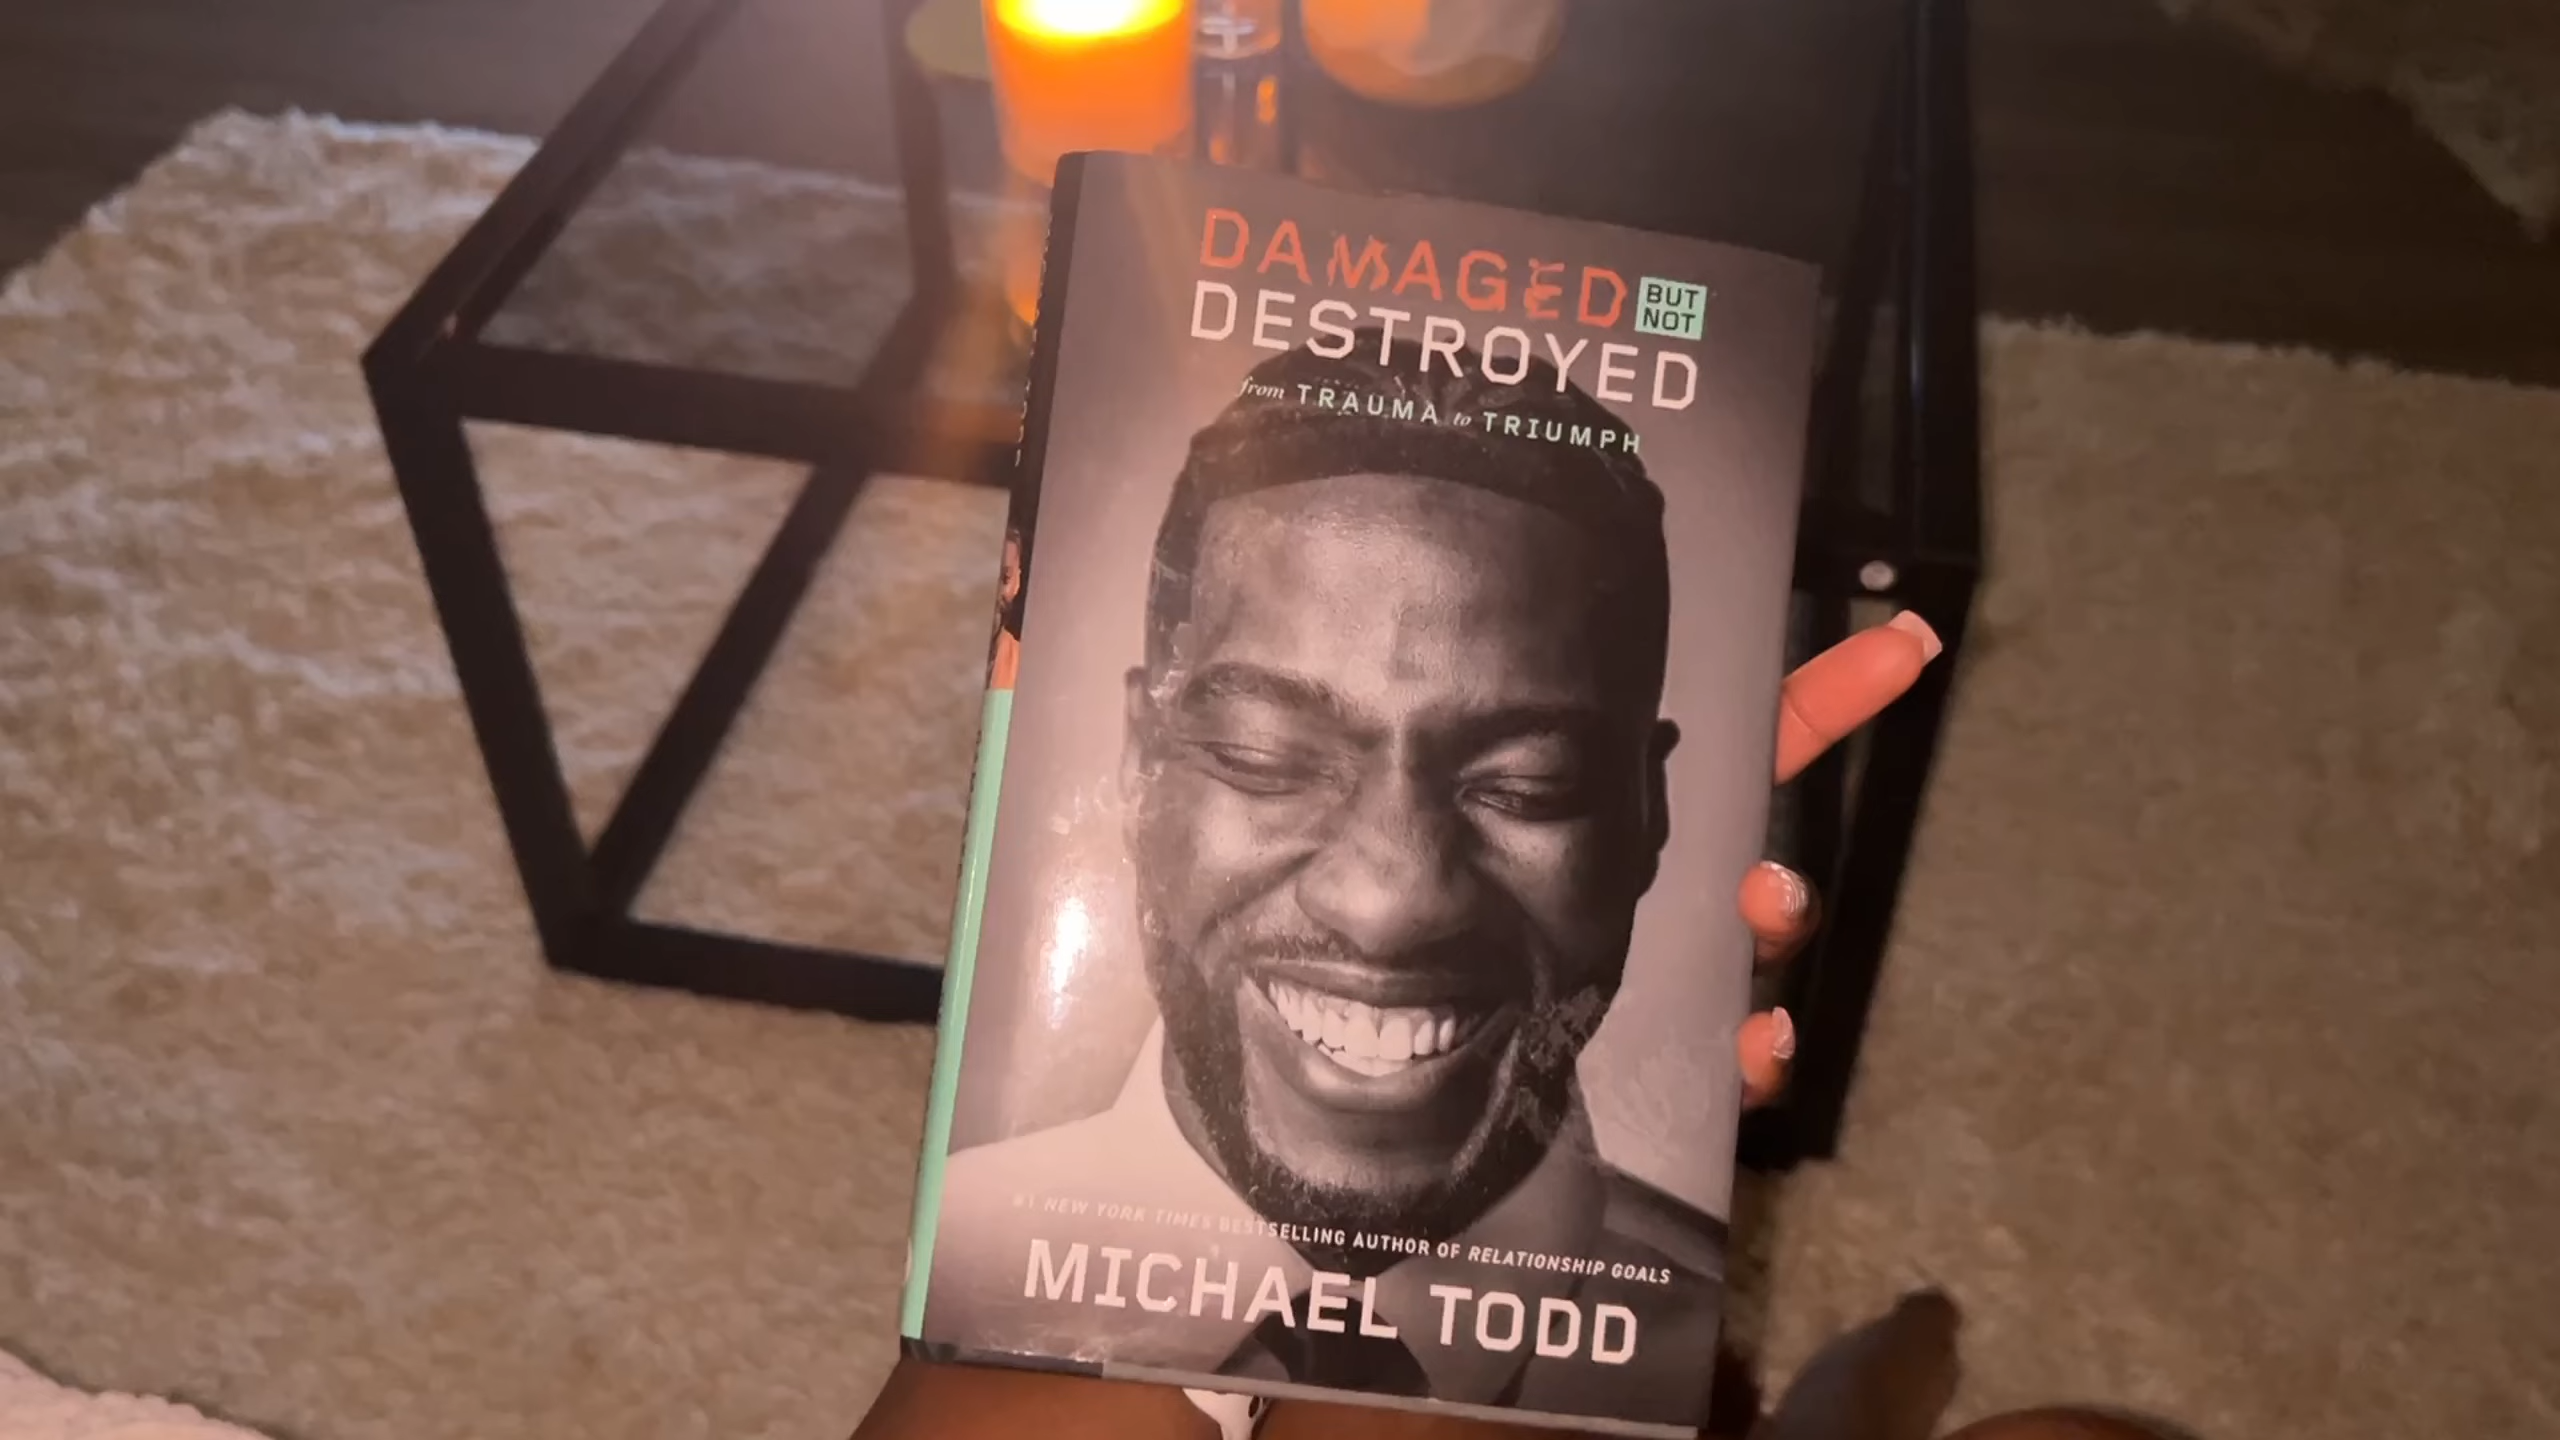 DAMAGED BUT NOT
DESTROYED
from TRAUMA to TRIUMPH
#1 NEW YORK TIMES BESTSELLING AUTHOR OF RELATIONSHIP GOALS
MICHAEL TODD